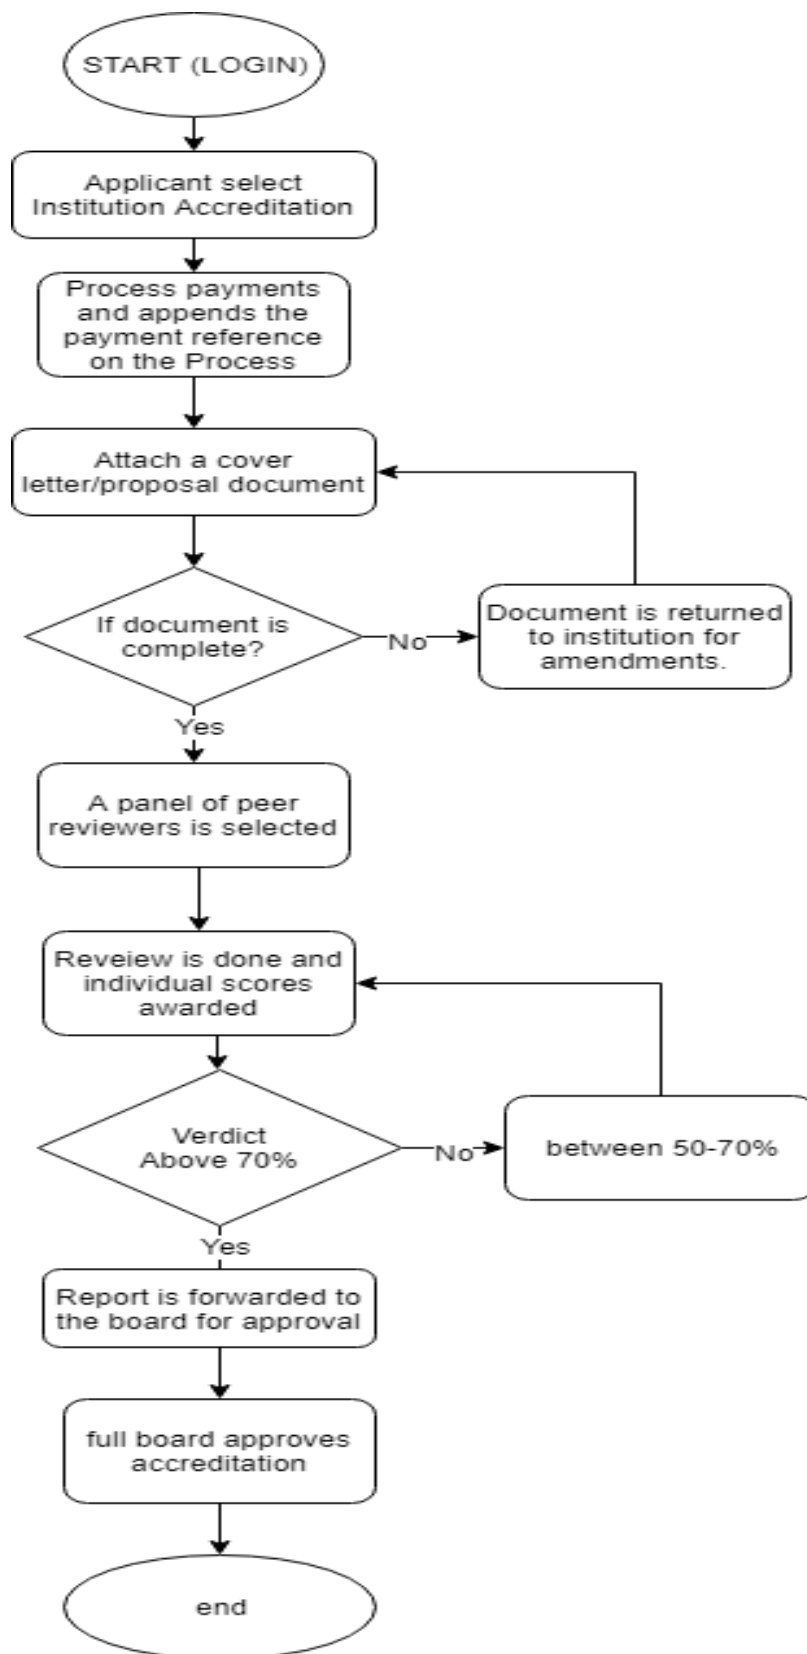 START (LOGIN)
Applicant select
Institution Accreditation
Process payments
and appends the
payment reference
on the Process
Attach a cover
letter/proposal document
If document is
complete?
No
Document is returned
to institution for
amendments.
Yes
A panel of peer
reviewers is selected
Reveiew is done and
individual scores
awarded
Verdict
Above 70%
No
between 50-70%
Yes
Report is forwarded to
the board for approval
full board approves
accreditation
end